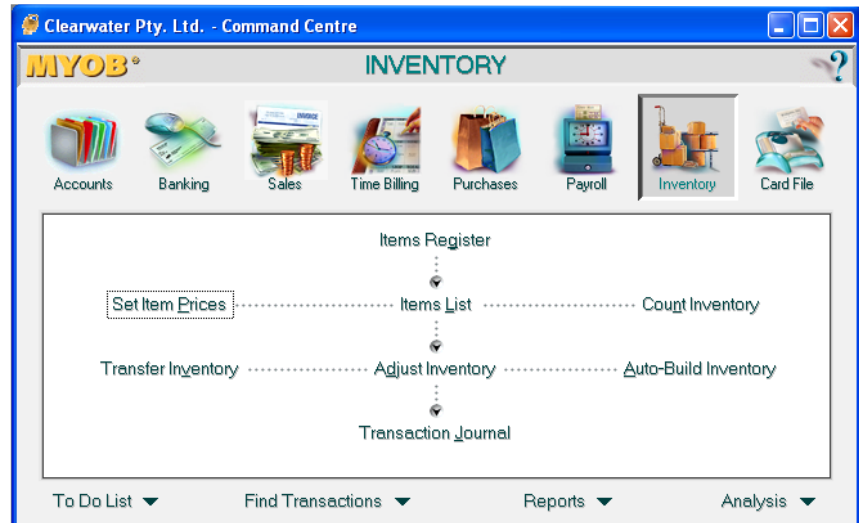 Clearwater Pty. Ltd. - Command Centre
MYOB® INVENTORY ?
Accounts Banking Sales Time Billing Purchases Payroll Inventory Card File
Items Register
Set Item Prices Items List Count Inventory
Transfer Inventory Adjust Inventory Auto-Build Inventory
Transaction Journal
To Do List Find Transactions Reports Analysis